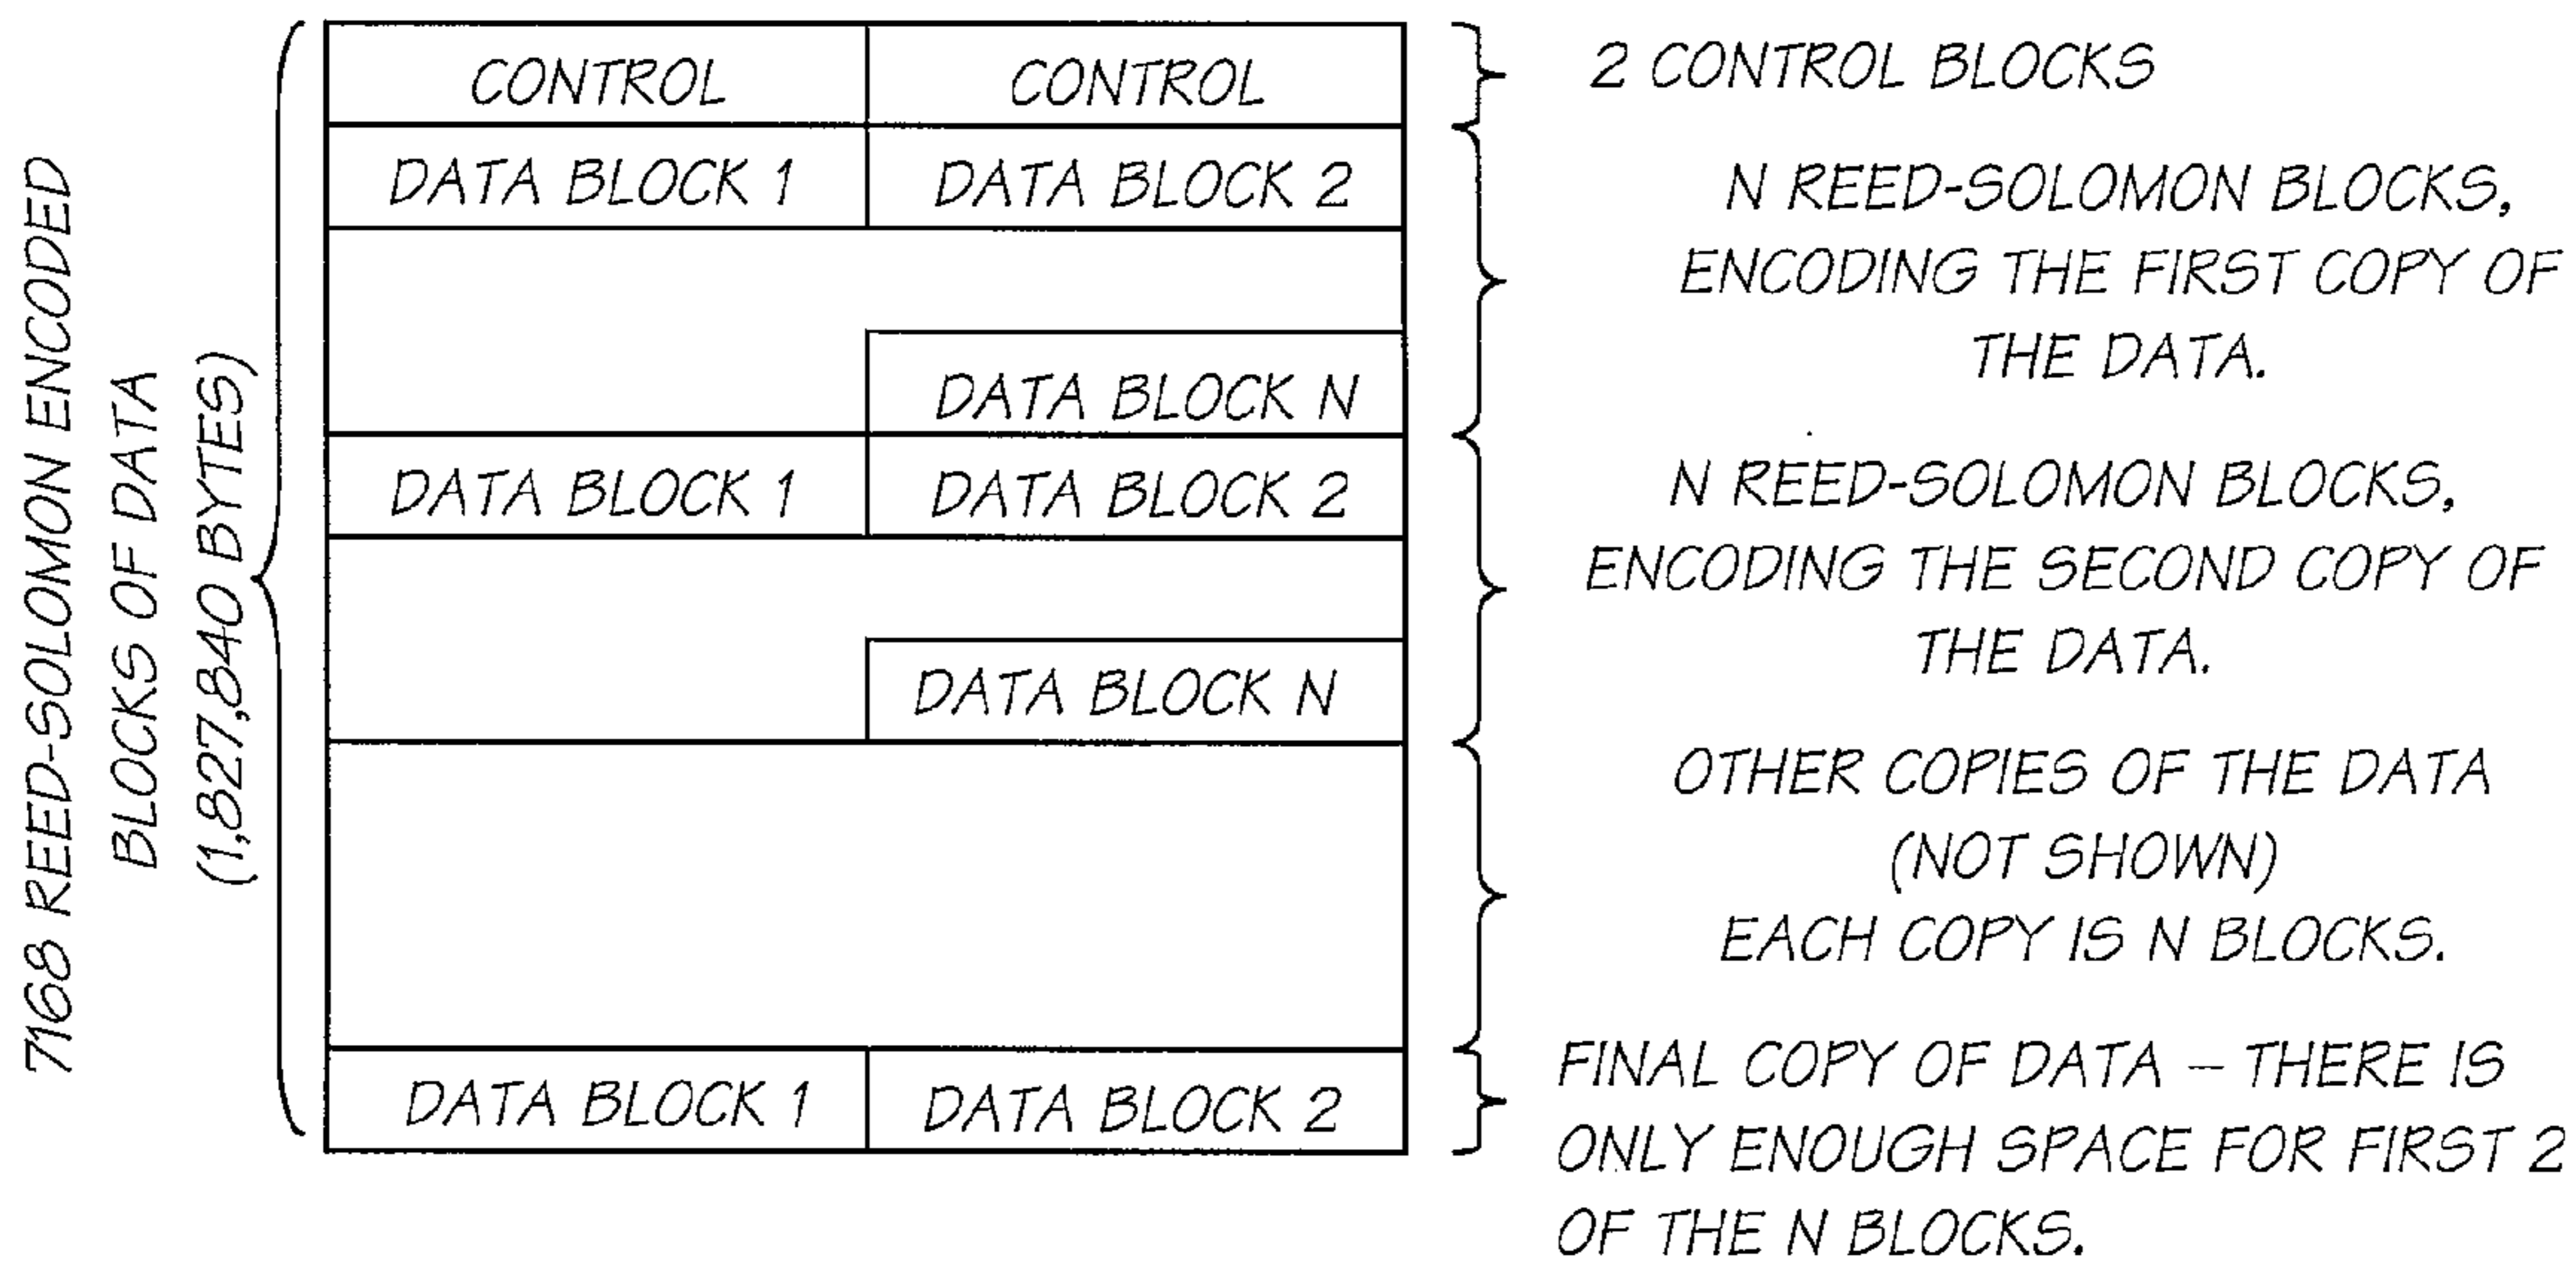 7168 REED-SOLOMON ENCODED
BLOCKS OF DATA
(1,827,840 BYTES)
CONTROL CONTROL
DATA BLOCK 1 DATA BLOCK 2
DATA BLOCK N
DATA BLOCK 1 DATA BLOCK 2
DATA BLOCK N
DATA BLOCK 1 DATA BLOCK 2
2 CONTROL BLOCKS
N REED-SOLOMON BLOCKS,
ENCODING THE FIRST COPY OF
THE DATA.
N REED-SOLOMON BLOCKS,
ENCODING THE SECOND COPY OF
THE DATA.
OTHER COPIES OF THE DATA
(NOT SHOWN)
EACH COPY IS N BLOCKS.
FINAL COPY OF DATA – THERE IS
ONLY ENOUGH SPACE FOR FIRST 2
OF THE N BLOCKS.